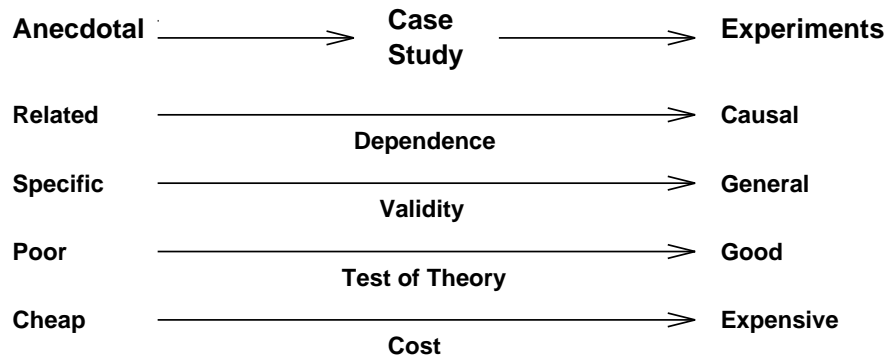 Anecdotal Case Study Experiments
Related Causal
Dependence
Specific General
Validity
Poor Good
Test of Theory
Cheap Expensive
Cost